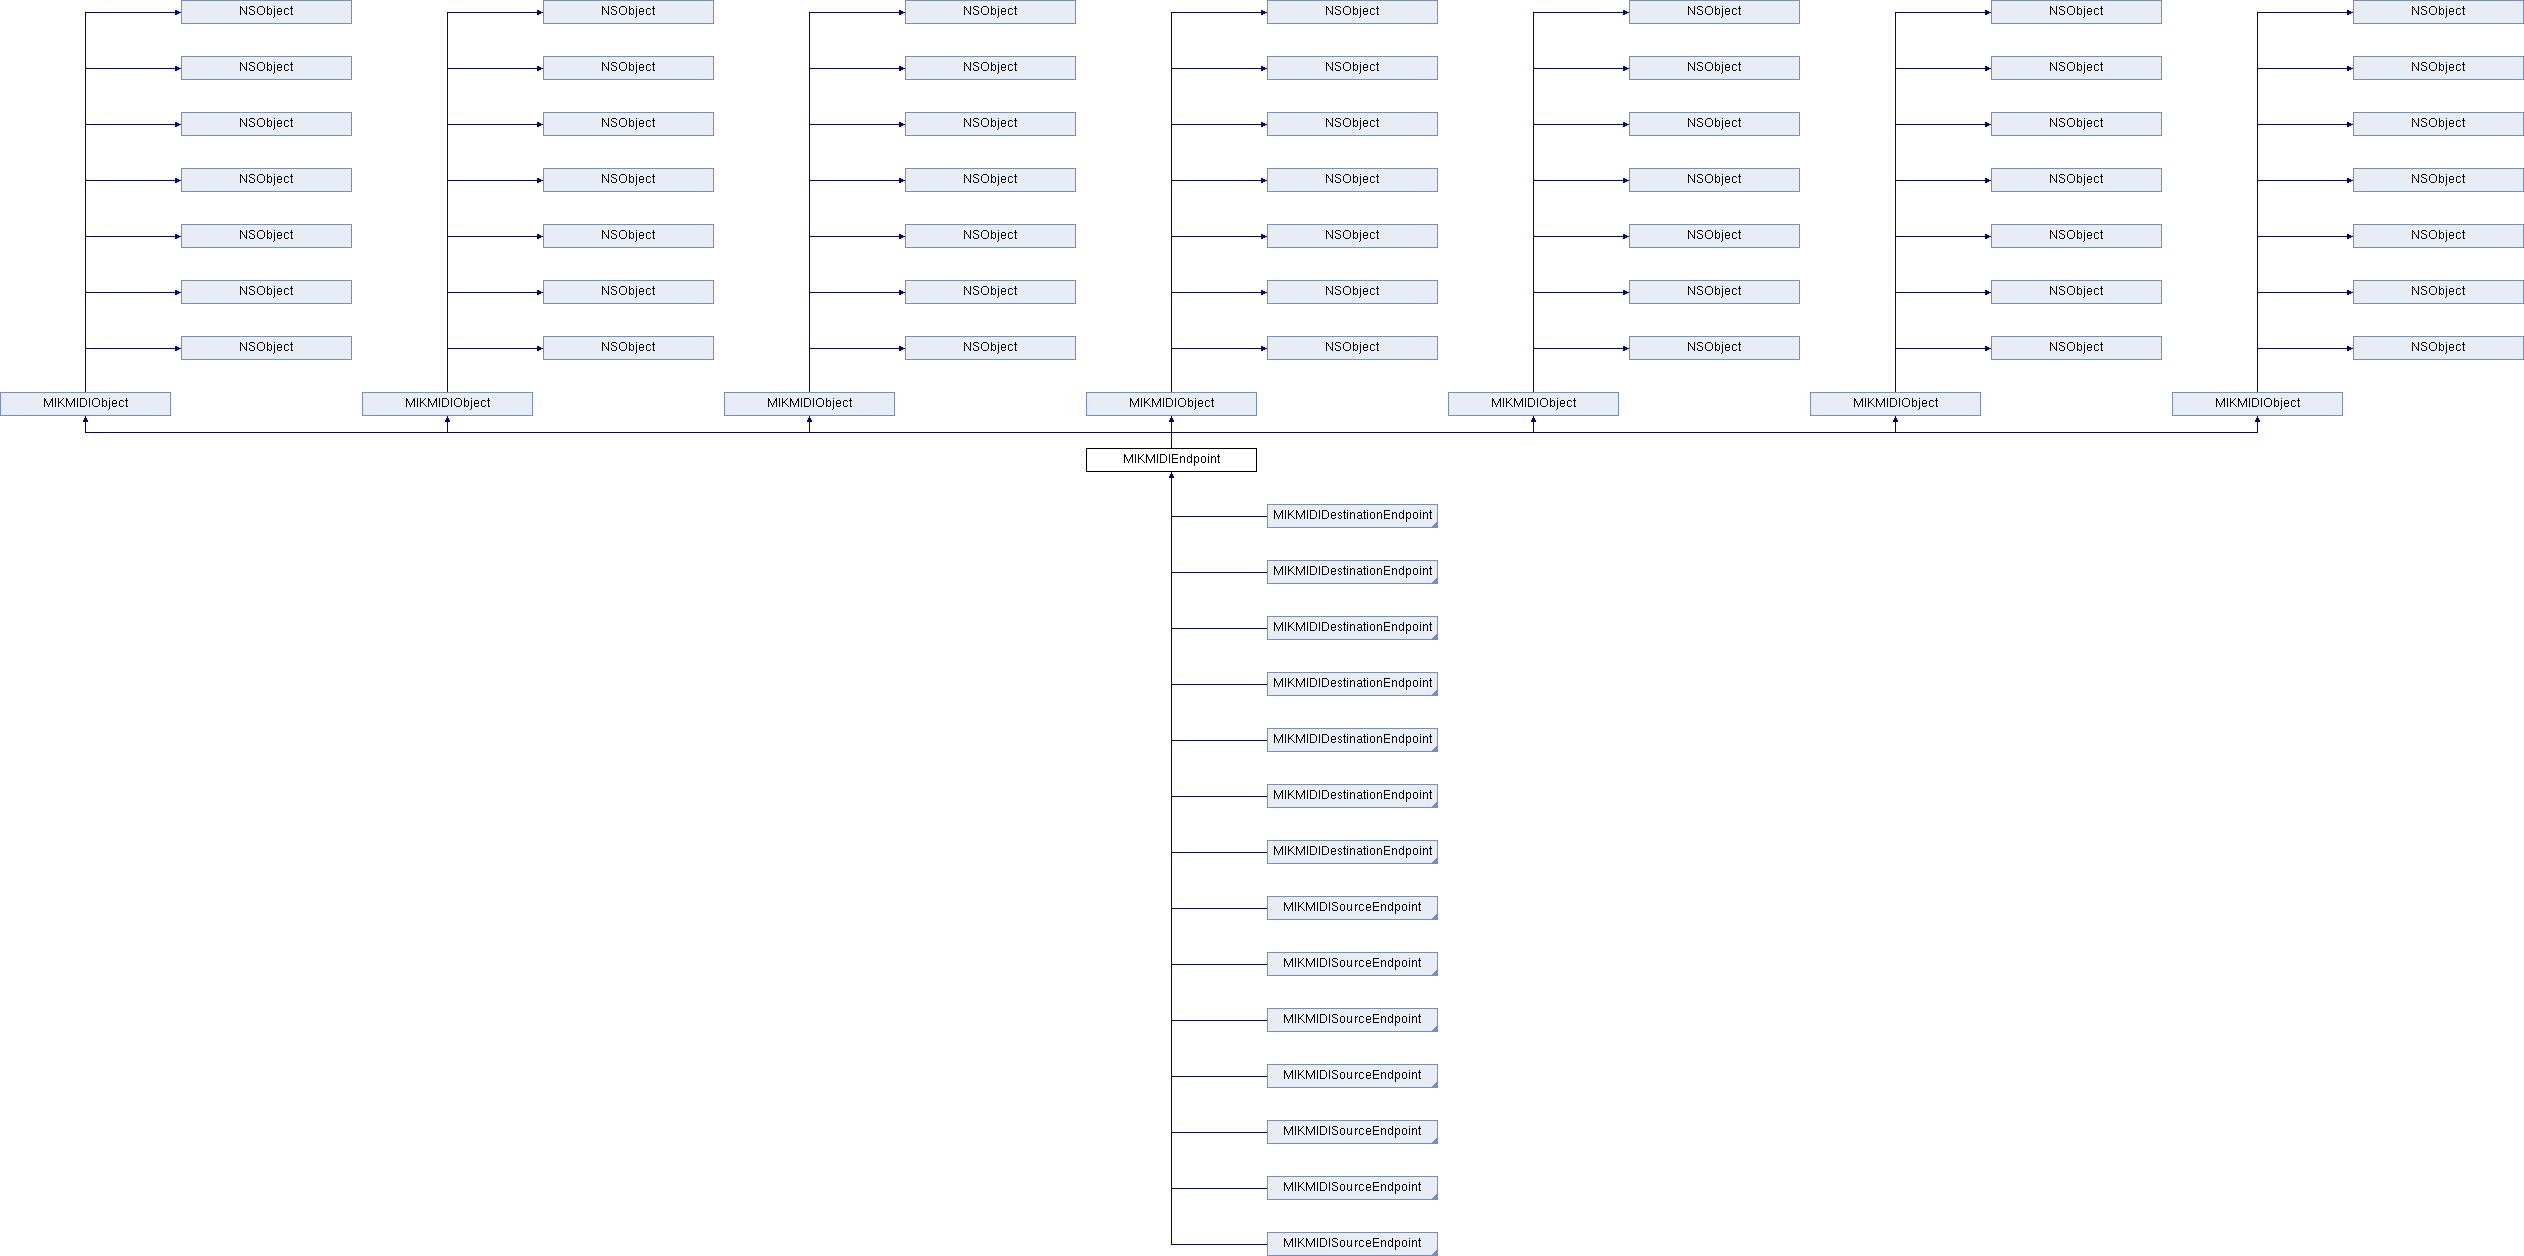 NSObject NSObject NSObject NSObject NSObject NSObject NSObject
NSObject NSObject NSObject NSObject NSObject NSObject NSObject
NSObject NSObject NSObject NSObject NSObject NSObject NSObject
NSObject NSObject NSObject NSObject NSObject NSObject NSObject
NSObject NSObject NSObject NSObject NSObject NSObject NSObject
NSObject NSObject NSObject NSObject NSObject NSObject NSObject
NSObject NSObject NSObject NSObject NSObject NSObject NSObject
MIKMIDIObject MIKMIDIObject MIKMIDIObject MIKMIDIObject MIKMIDIObject MIKMIDIObject MIKMIDIObject
MIKMIDIEndpoint
MIKMIDIDestinationEndpoint
MIKMIDIDestinationEndpoint
MIKMIDIDestinationEndpoint
MIKMIDIDestinationEndpoint
MIKMIDIDestinationEndpoint
MIKMIDIDestinationEndpoint
MIKMIDIDestinationEndpoint
MIKMIDISourceEndpoint
MIKMIDISourceEndpoint
MIKMIDISourceEndpoint
MIKMIDISourceEndpoint
MIKMIDISourceEndpoint
MIKMIDISourceEndpoint
MIKMIDISourceEndpoint